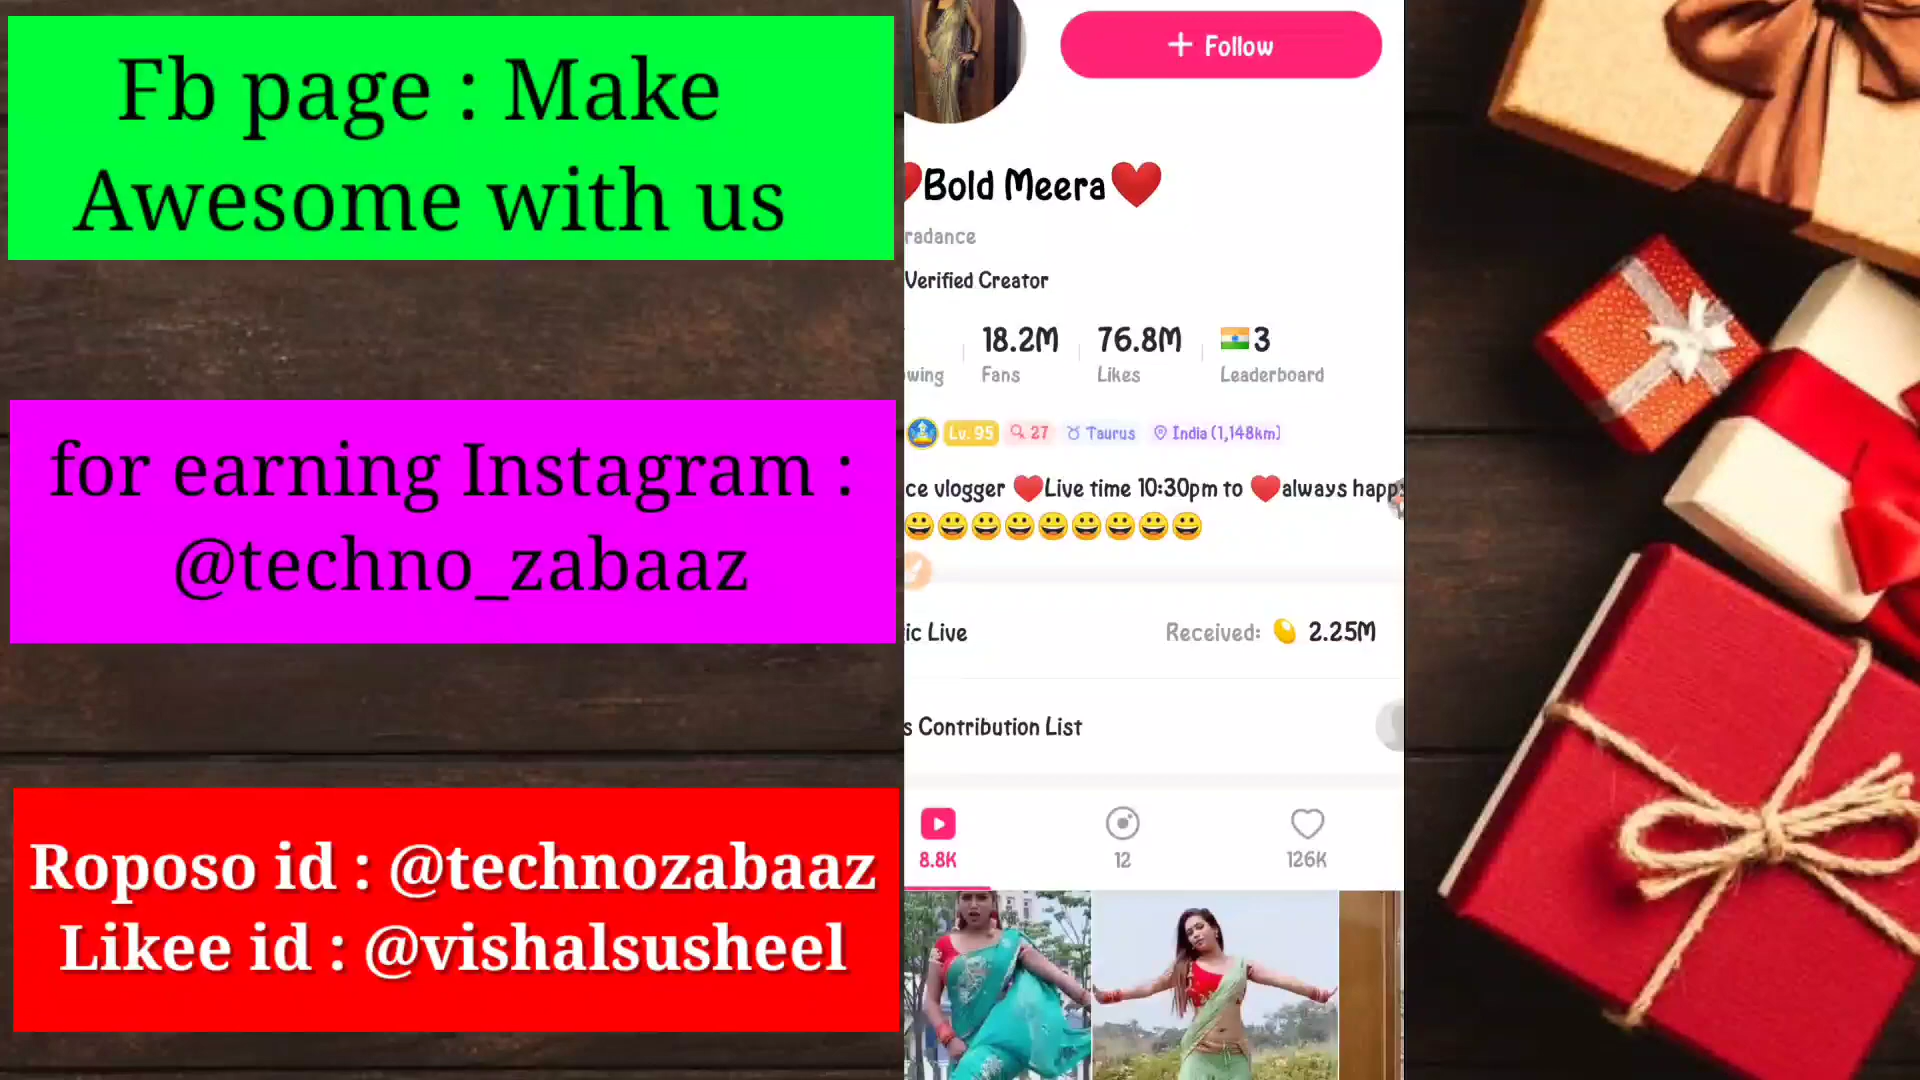 Fb page : Make
Awesome with us
for earning Instagram :
@techno_zabaaz
Roposo id : @technozabaaz
Likee id : @vishalsusheel
+ Follow
❤️Bold Meera❤️
radance
Verified Creator
18.2M
76.8M
🇮🇳3
wing
Fans
Likes
Leaderboard
Lv. 95
27
♉ Taurus
India (1,148km)
ce vlogger ❤️Live time 10:30pm to ❤️always happ
😀😀😀😀😀😀😀😀😀
ic Live
Received: 2.25M
s Contribution List
8.8K
12
126K